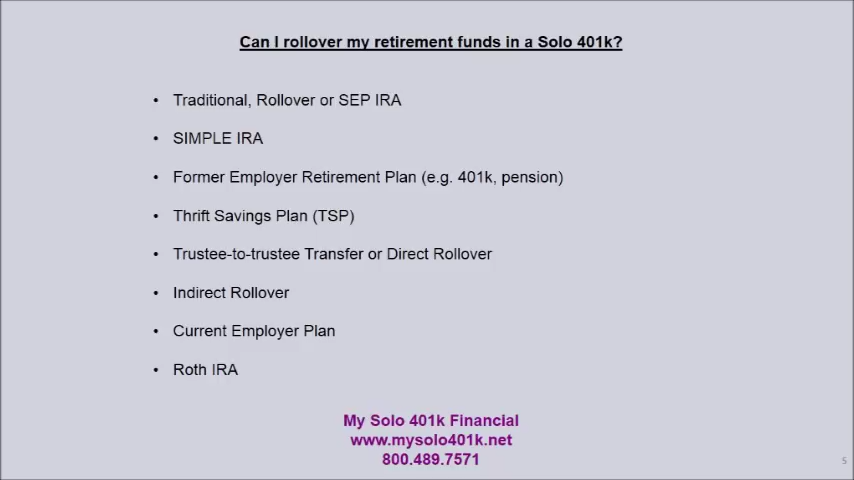 Can I rollover my retirement funds in a Solo 401k?
• Traditional, Rollover or SEP IRA
• SIMPLE IRA
• Former Employer Retirement Plan (e.g. 401k, pension)
• Thrift Savings Plan (TSP)
• Trustee-to-trustee Transfer or Direct Rollover
• Indirect Rollover
• Current Employer Plan
• Roth IRA
My Solo 401k Financial
www.mysolo401k.net
800.489.7571
5